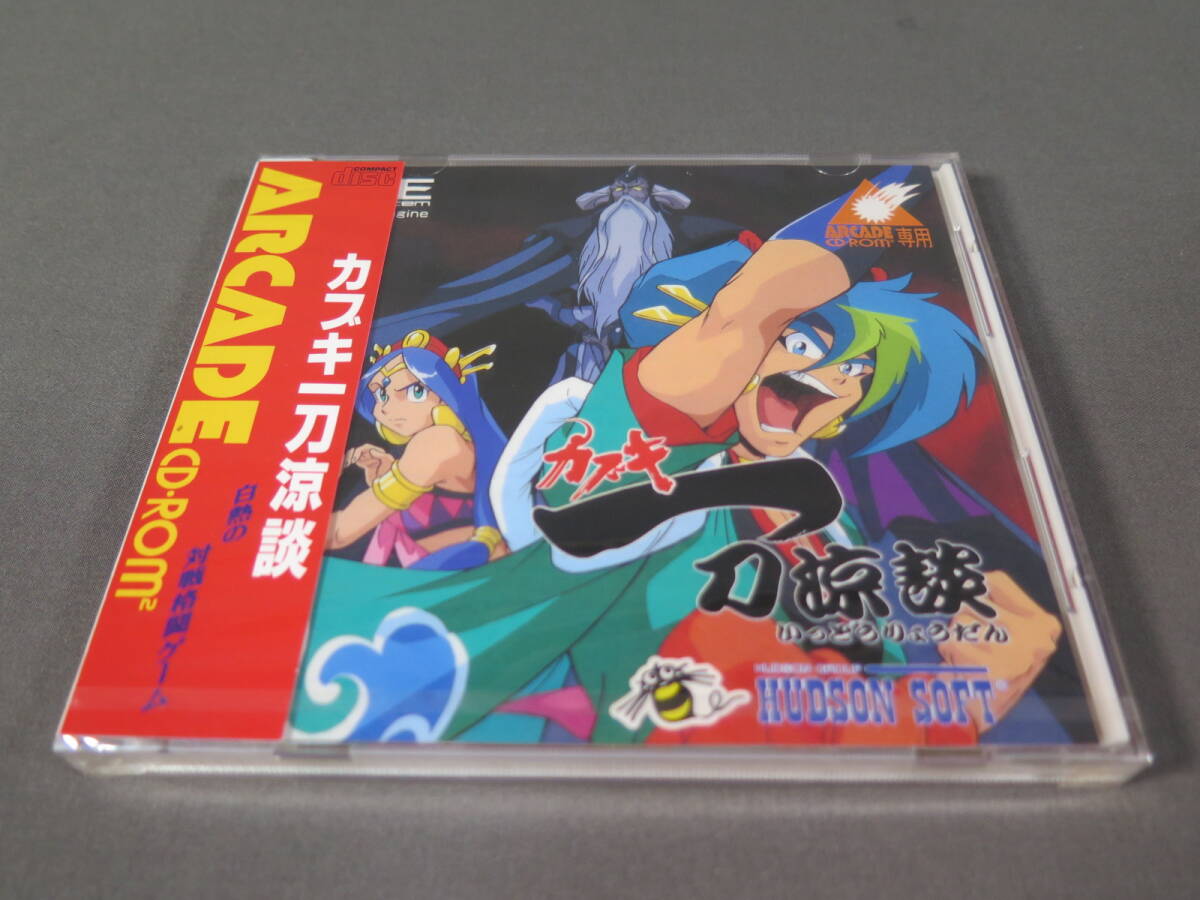 COMPACT
disc
ARCADE
CD-ROM²
カブキ一刀涼談
白熱の
対戦格闘ゲーム
ARCADE
CD-ROM² 専用
カブキ
一
刀涼談
いっとうりょうだん
HUDSON SOFT